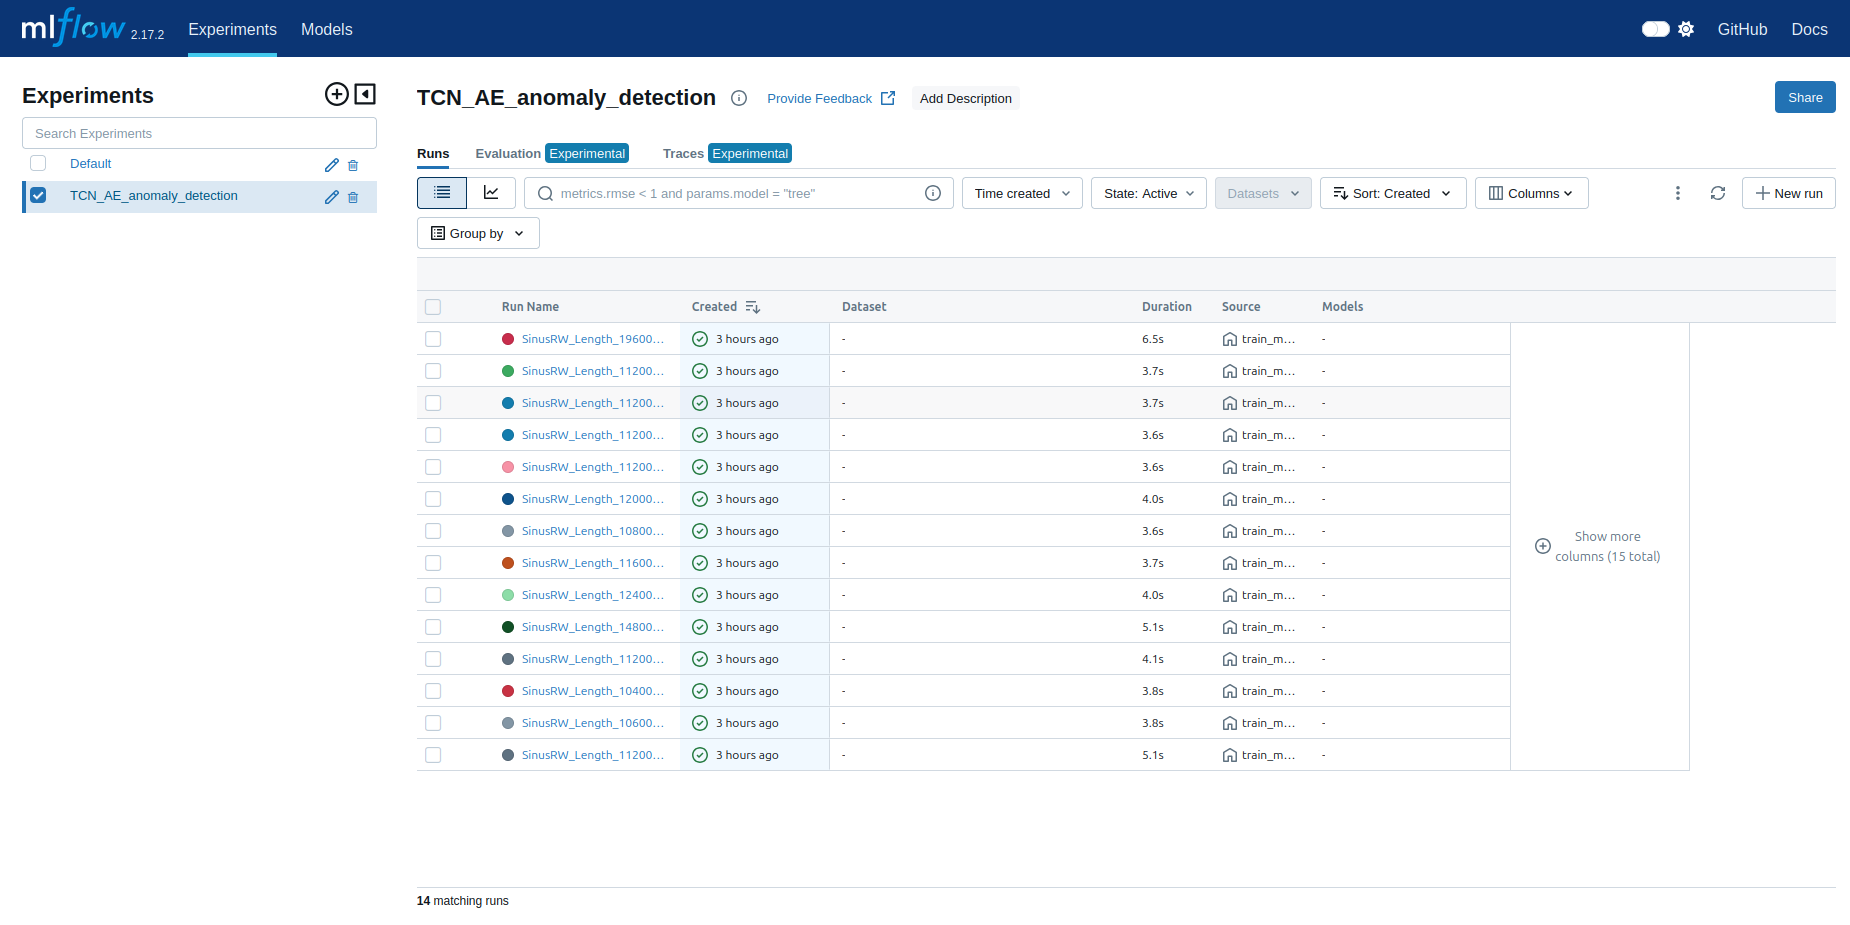 mlflow 2.17.2 Experiments Models GitHub Docs
Experiments
Search Experiments
Default
TCN_AE_anomaly_detection
TCN_AE_anomaly_detection Provide Feedback Add Description Share
Runs Evaluation Experimental Traces Experimental
metrics.rmse < 1 and params.model = "tree" Time created State: Active Datasets Sort: Created Columns New run
Group by
Run Name Created Dataset Duration Source Models
SinusRW_Length_19600... 3 hours ago - 6.5s train_m... -
SinusRW_Length_11200... 3 hours ago - 3.7s train_m... -
SinusRW_Length_11200... 3 hours ago - 3.7s train_m... -
SinusRW_Length_11200... 3 hours ago - 3.6s train_m... -
SinusRW_Length_11200... 3 hours ago - 3.6s train_m... -
SinusRW_Length_12000... 3 hours ago - 4.0s train_m... -
SinusRW_Length_10800... 3 hours ago - 3.6s train_m... -
SinusRW_Length_11600... 3 hours ago - 3.7s train_m... -
SinusRW_Length_12400... 3 hours ago - 4.0s train_m... -
SinusRW_Length_14800... 3 hours ago - 5.1s train_m... -
SinusRW_Length_11200... 3 hours ago - 4.1s train_m... -
SinusRW_Length_10400... 3 hours ago - 3.8s train_m... -
SinusRW_Length_10600... 3 hours ago - 3.8s train_m... -
SinusRW_Length_11200... 3 hours ago - 5.1s train_m... -
Show more
columns (15 total)
14 matching runs